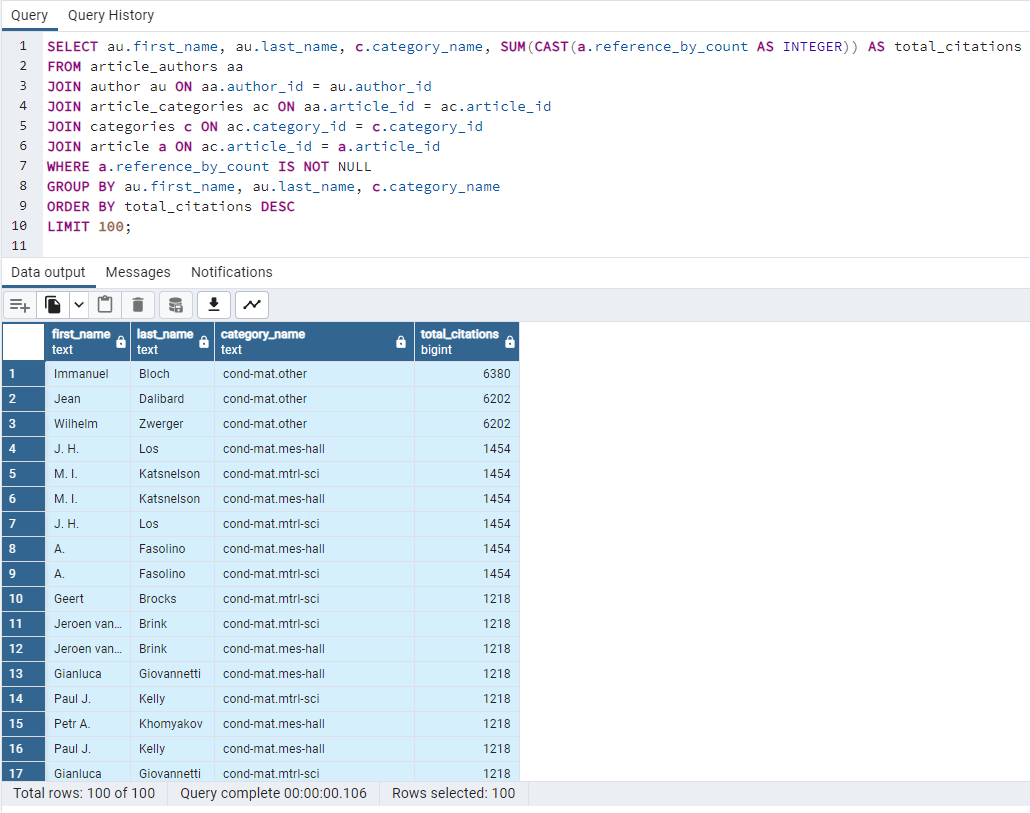 Query Query History
1 SELECT au.first_name, au.last_name, c.category_name, SUM(CAST(a.reference_by_count AS INTEGER)) AS total_citations
2 FROM article_authors aa
3 JOIN author au ON aa.author_id = au.author_id
4 JOIN article_categories ac ON aa.article_id = ac.article_id
5 JOIN categories c ON ac.category_id = c.category_id
6 JOIN article a ON ac.article_id = a.article_id
7 WHERE a.reference_by_count IS NOT NULL
8 GROUP BY au.first_name, au.last_name, c.category_name
9 ORDER BY total_citations DESC
10 LIMIT 100;
11
Data output Messages Notifications
first_name last_name category_name total_citations
text text text bigint
1 Immanuel Bloch cond-mat.other 6380
2 Jean Dalibard cond-mat.other 6202
3 Wilhelm Zwerger cond-mat.other 6202
4 J. H. Los cond-mat.mes-hall 1454
5 M. I. Katsnelson cond-mat.mtrl-sci 1454
6 M. I. Katsnelson cond-mat.mes-hall 1454
7 J. H. Los cond-mat.mtrl-sci 1454
8 A. Fasolino cond-mat.mes-hall 1454
9 A. Fasolino cond-mat.mtrl-sci 1454
10 Geert Brocks cond-mat.mtrl-sci 1218
11 Jeroen van... Brink cond-mat.mtrl-sci 1218
12 Jeroen van... Brink cond-mat.mes-hall 1218
13 Gianluca Giovannetti cond-mat.mes-hall 1218
14 Paul J. Kelly cond-mat.mtrl-sci 1218
15 Petr A. Khomyakov cond-mat.mes-hall 1218
16 Paul J. Kelly cond-mat.mes-hall 1218
17 Gianluca Giovannetti cond-mat.mtrl-sci 1218
Total rows: 100 of 100 Query complete 00:00:00.106 Rows selected: 100